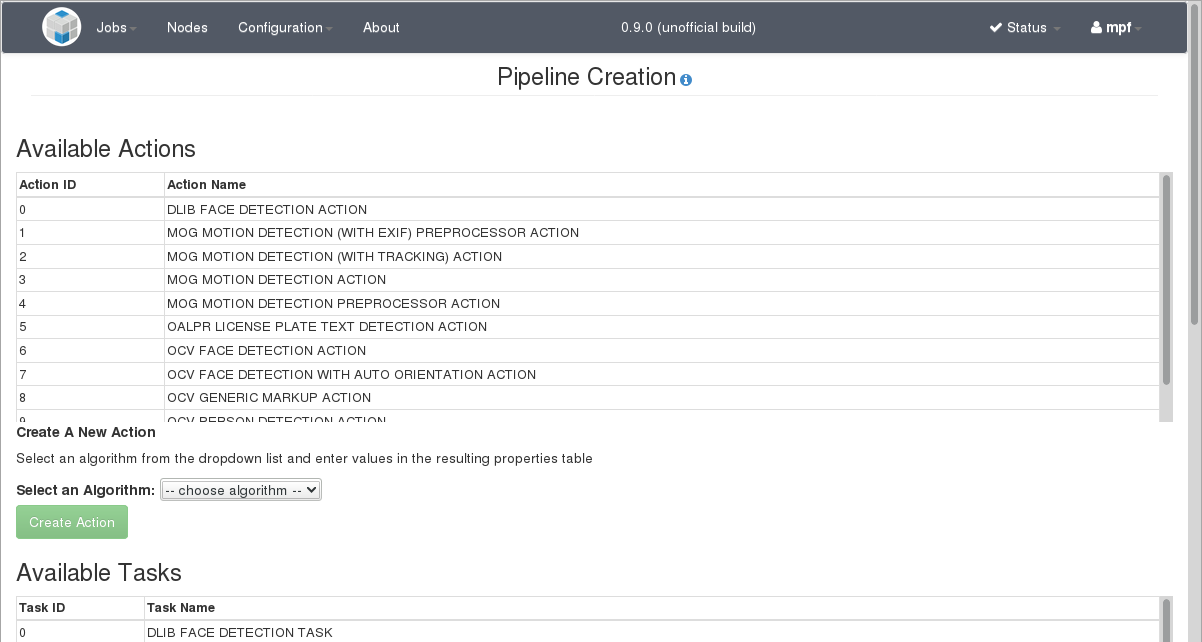 Jobs Nodes Configuration About 0.9.0 (unofficial build) Status mpf
Pipeline Creation
Available Actions
Action ID Action Name
0 DLIB FACE DETECTION ACTION
1 MOG MOTION DETECTION (WITH EXIF) PREPROCESSOR ACTION
2 MOG MOTION DETECTION (WITH TRACKING) ACTION
3 MOG MOTION DETECTION ACTION
4 MOG MOTION DETECTION PREPROCESSOR ACTION
5 OALPR LICENSE PLATE TEXT DETECTION ACTION
6 OCV FACE DETECTION ACTION
7 OCV FACE DETECTION WITH AUTO ORIENTATION ACTION
8 OCV GENERIC MARKUP ACTION
9 OCV PERSON DETECTION ACTION
Create A New Action
Select an algorithm from the dropdown list and enter values in the resulting properties table
Select an Algorithm: -- choose algorithm --
Create Action
Available Tasks
Task ID Task Name
0 DLIB FACE DETECTION TASK